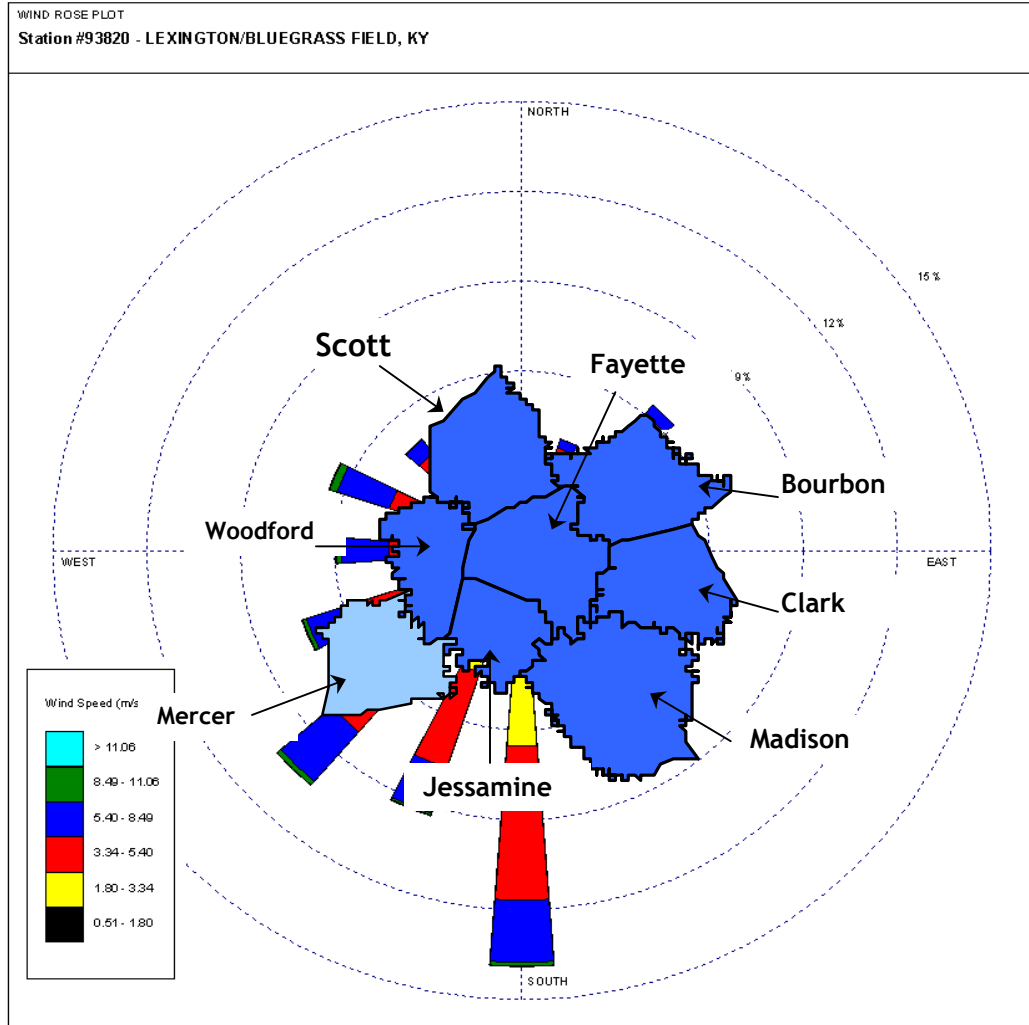 WIND ROSE PLOT
Station #93820 - LEXINGTON/BLUEGRASS FIELD, KY
NORTH
15%
12%
9%
Scott
Fayette
Bourbon
Woodford
WEST
EAST
Clark
Mercer
Madison
Jessamine
Wind Speed (m/s
> 11.06
8.49 - 11.06
5.40 - 8.49
3.34 - 5.40
1.80 - 3.34
0.51 - 1.80
SOUTH